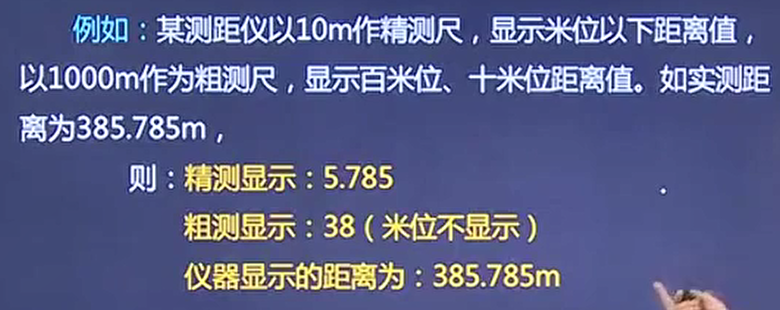 例如：某测距仪以10m作精测尺，显示米位以下距离值，
以1000m作为粗测尺，显示百米位、十米位距离值。如实测距
离为385.785m，
则：精测显示：5.785
粗测显示：38（米位不显示）
仪器显示的距离为：385.785m